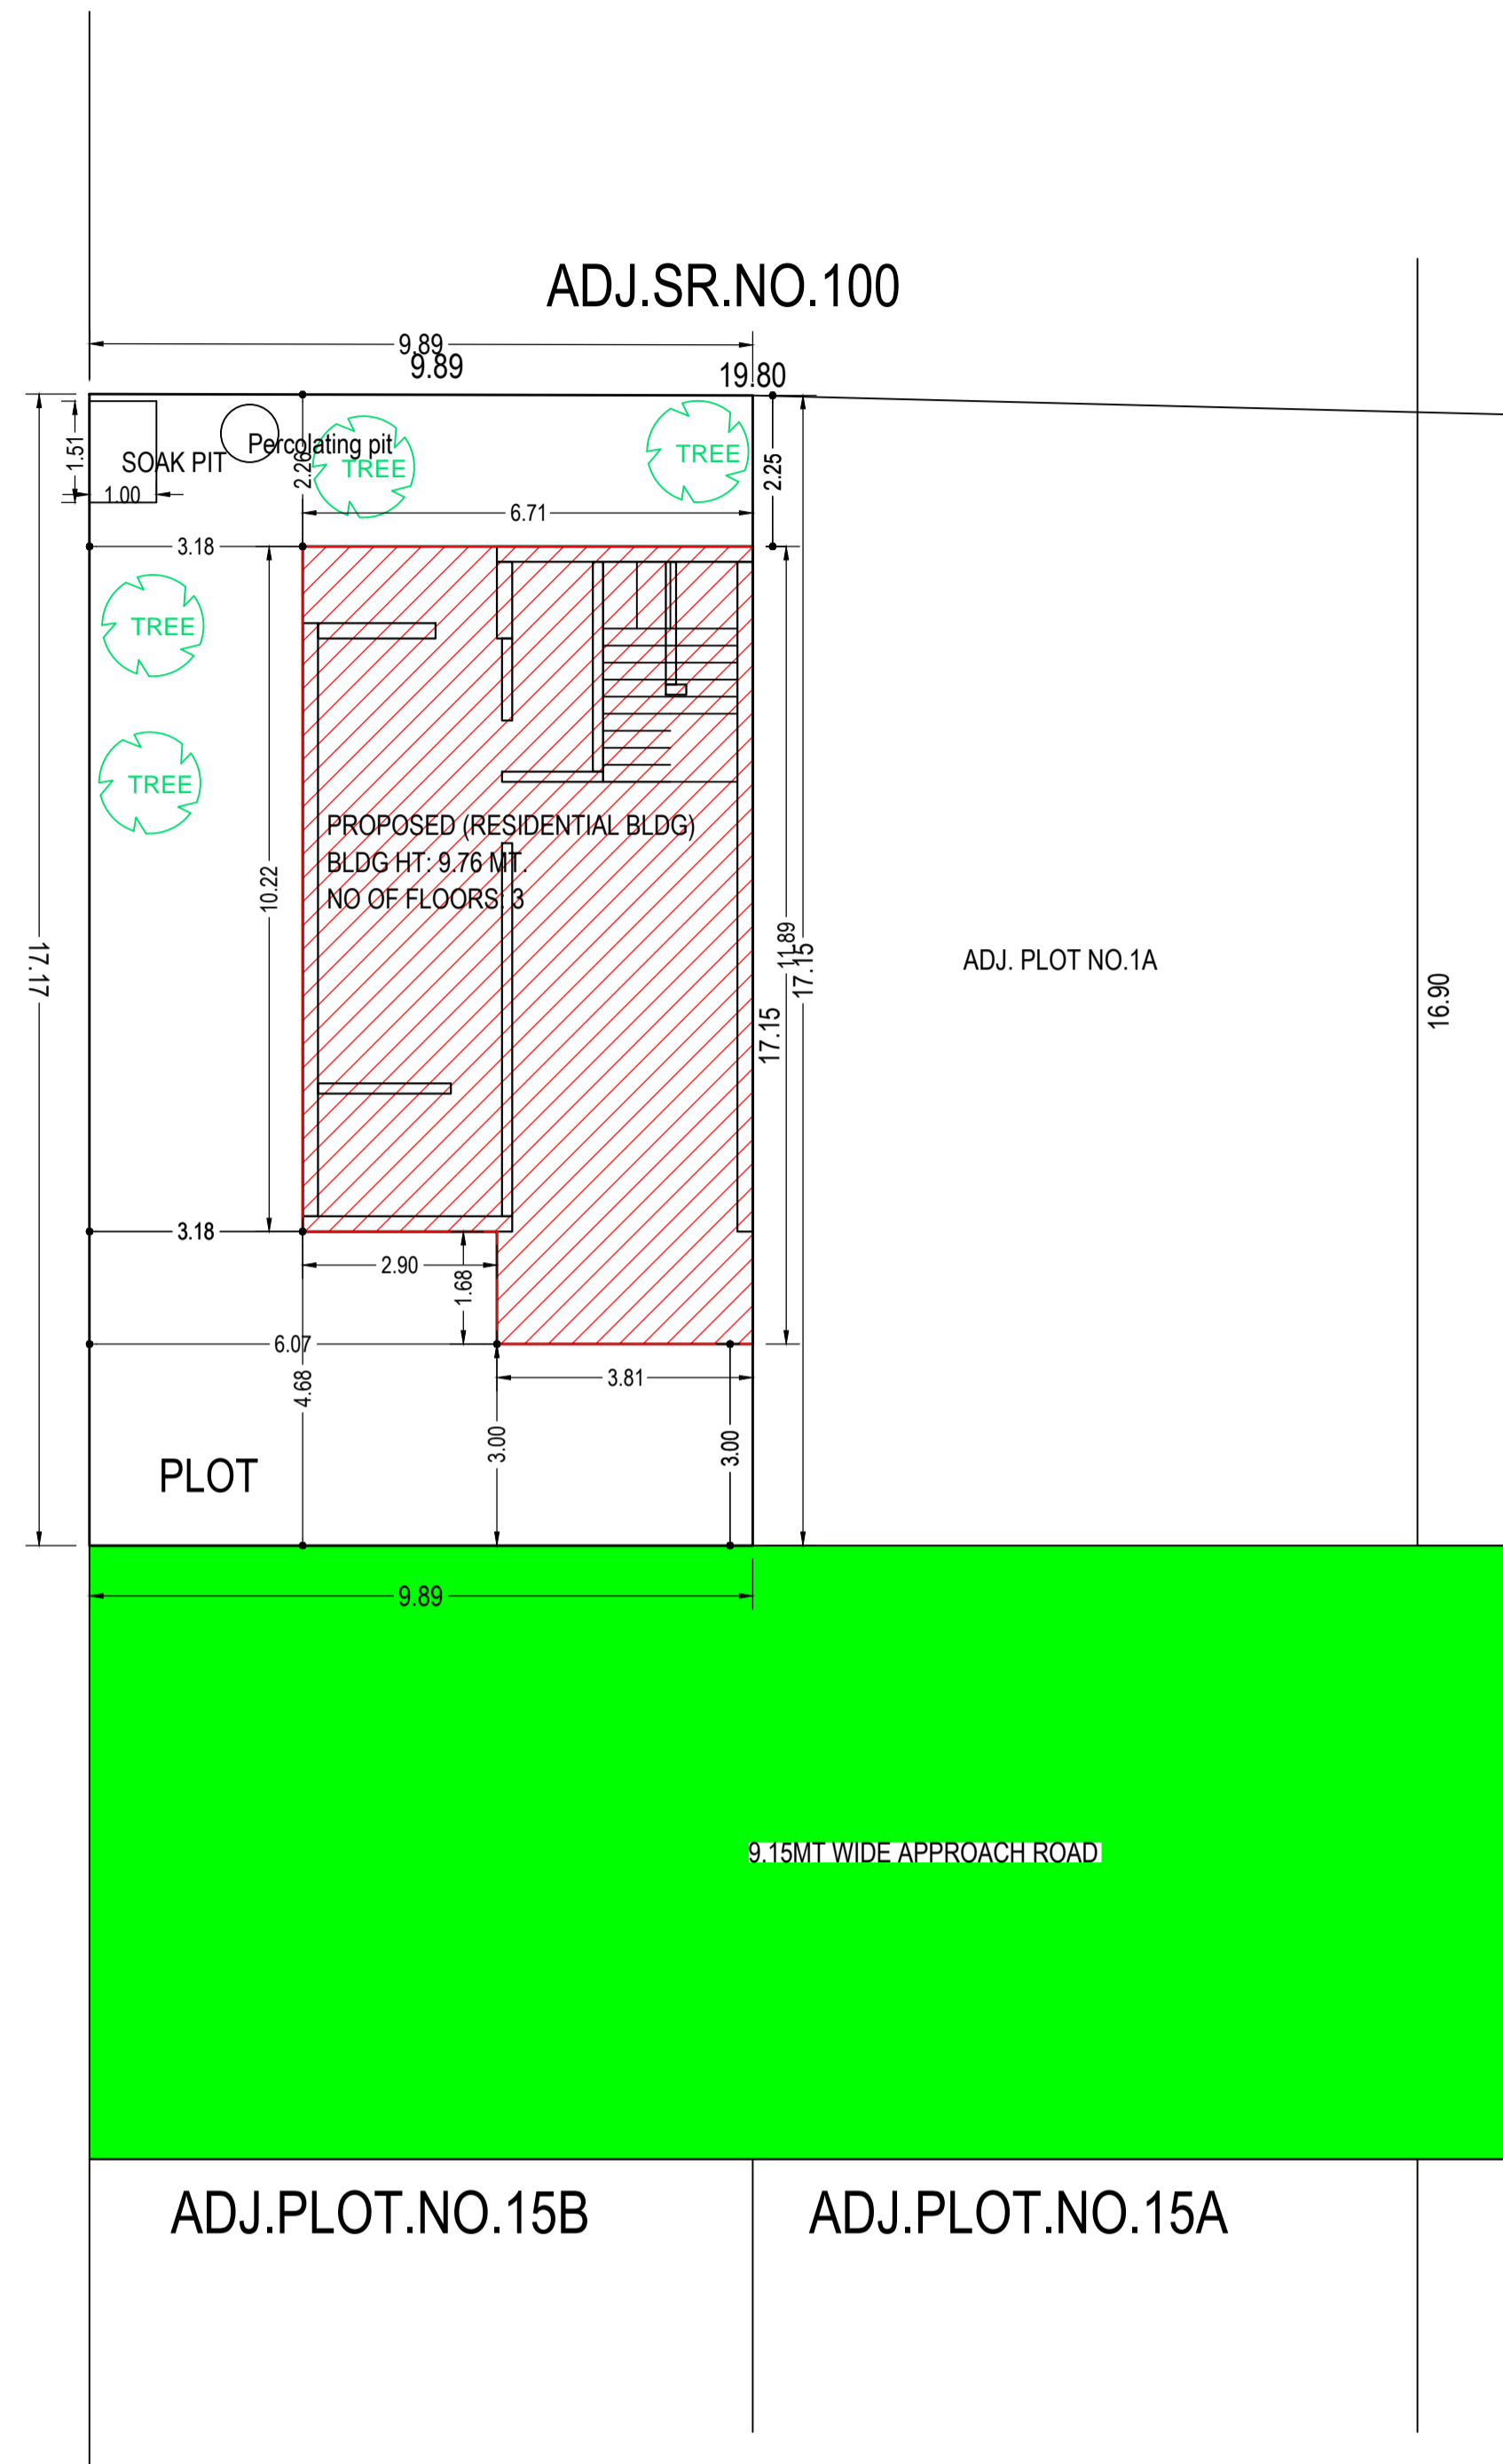 ADJ.SR.NO.100
9.89
9.89
19.80
1.51
SOAK PIT
Percolating pit
2.26
TREE
TREE
2.25
1.00
6.71
3.18
TREE
TREE
PROPOSED (RESIDENTIAL BLDG)
BLDG HT: 9.76 MT.
NO OF FLOORS: 3
10.22
17.17
11.89
17.15
17.15
ADJ. PLOT NO.1A
16.90
3.18
2.90
1.68
6.07
4.68
3.81
3.00
3.00
PLOT
9.89
9.15MT WIDE APPROACH ROAD
ADJ.PLOT.NO.15B
ADJ.PLOT.NO.15A